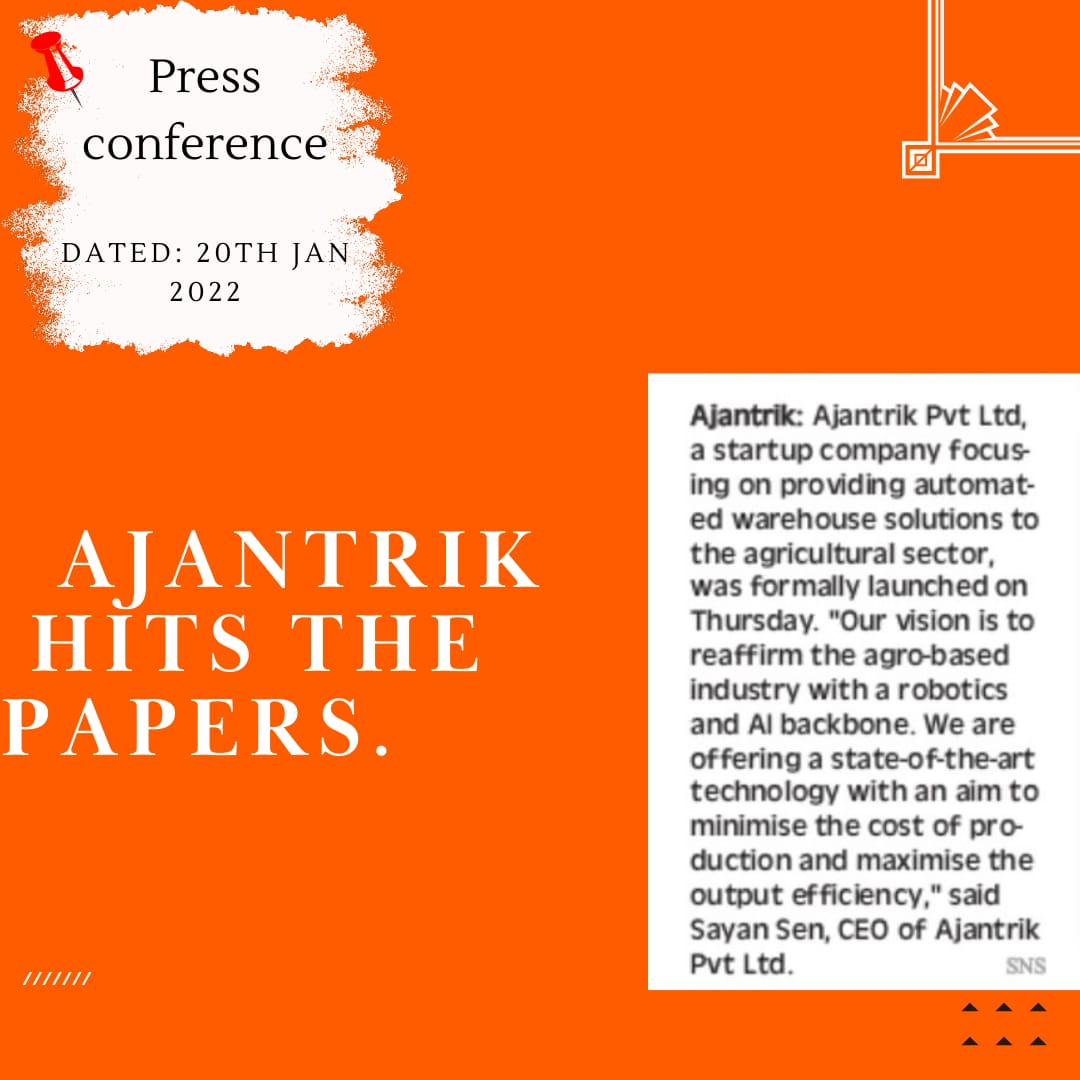 Press
conference
DATED: 20TH JAN
2022
AJANTRIK
HITS THE
PAPERS.
Ajantrik: Ajantrik Pvt Ltd,
a startup company focus-
ing on providing automat-
ed warehouse solutions to
the agricultural sector,
was formally launched on
Thursday. "Our vision is to
reaffirm the agro-based
industry with a robotics
and AI backbone. We are
offering a state-of-the-art
technology with an aim to
minimise the cost of pro-
duction and maximise the
output efficiency," said
Sayan Sen, CEO of Ajantrik
Pvt Ltd.
SNS